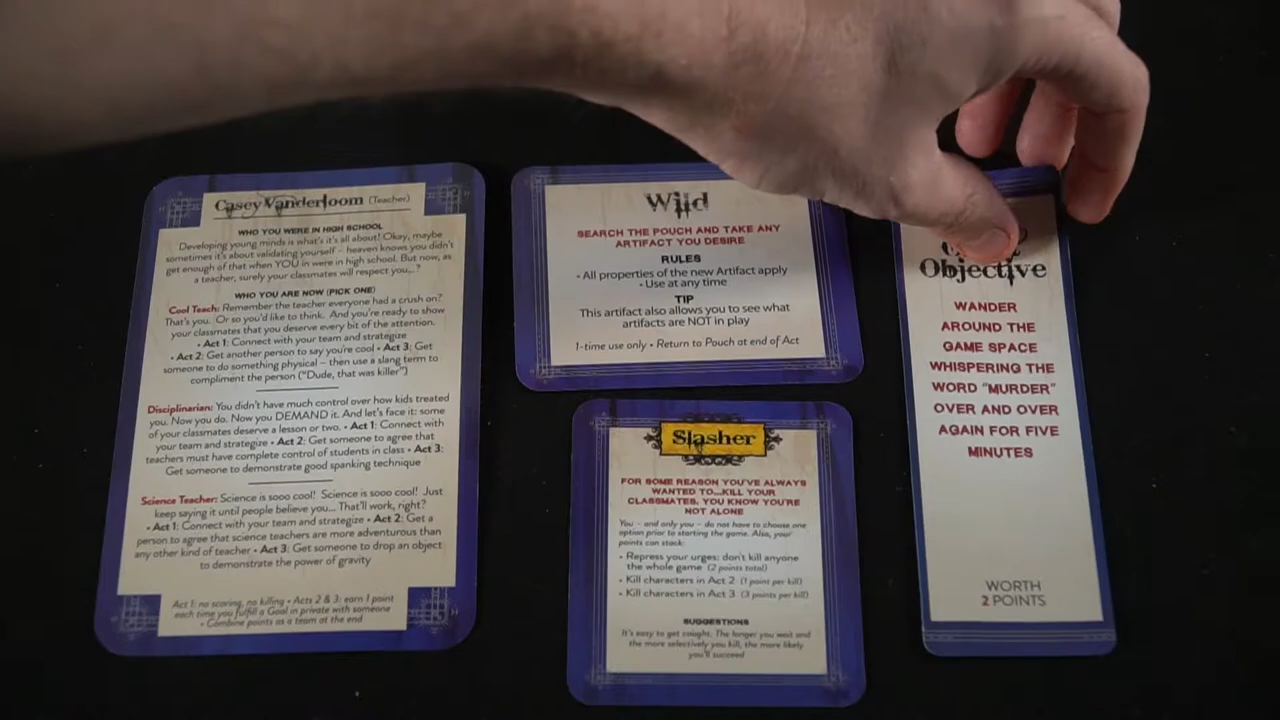 Casey Vanderloom (Teacher)
WHO YOU WERE IN HIGH SCHOOL
Developing young minds is what's it's all about! Okay, maybe
sometimes it's about validating yourself – heaven knows you didn't
get enough of that when YOU in were in high school. But now, as
a teacher, surely your classmates will respect you...?
WHO YOU ARE NOW (PICK ONE)
Cool Teach: Remember the teacher everyone had a crush on?
That's you. Or so you'd like to think. And you're ready to show
your classmates that you deserve every bit of the attention.
• Act 1: Connect with your team and strategize
• Act 2: Get another person to say you're cool • Act 3: Get
someone to do something physical – then use a slang term to
compliment the person ("Dude, that was killer")
Disciplinarian: You didn't have much control over how kids treated
you. Now you do. Now you DEMAND it. And let's face it: some
of your classmates deserve a lesson or two. • Act 1: Connect with
your team and strategize • Act 2: Get someone to agree that
teachers must have complete control of students in class • Act 3:
Get someone to demonstrate good spanking technique
Science Teacher: Science is sooo cool! Science is sooo cool! Just
keep saying it until people believe you... That'll work, right?
• Act 1: Connect with your team and strategize • Act 2: Get a
person to agree that science teachers are more adventurous than
any other kind of teacher • Act 3: Get someone to drop an object
to demonstrate the power of gravity
Act 1: no scoring, no killing • Acts 2 & 3: earn 1 point
each time you fulfill a Goal in private with someone
• Combine points as a team at the end
Wild
SEARCH THE POUCH AND TAKE ANY
ARTIFACT YOU DESIRE
RULES
• All properties of the new Artifact apply
• Use at any time
TIP
This artifact also allows you to see what
artifacts are NOT in play
1-time use only • Return to Pouch at end of Act
Slasher
FOR SOME REASON YOU'VE ALWAYS
WANTED TO...KILL YOUR
CLASSMATES. YOU KNOW YOU'RE
NOT ALONE
You – and only you – do not have to choose one
option prior to starting the game. Also, your
points can stack:
• Repress your urges: don't kill anyone
the whole game (2 points total)
• Kill characters in Act 2 (1 point per kill)
• Kill characters in Act 3 (3 points per kill)
SUGGESTIONS
It's easy to get caught. The longer you wait and
the more selectively you kill, the more likely
you'll succeed
Objective
WANDER
AROUND THE
GAME SPACE
WHISPERING THE
WORD "MURDER"
OVER AND OVER
AGAIN FOR FIVE
MINUTES
WORTH
2 POINTS